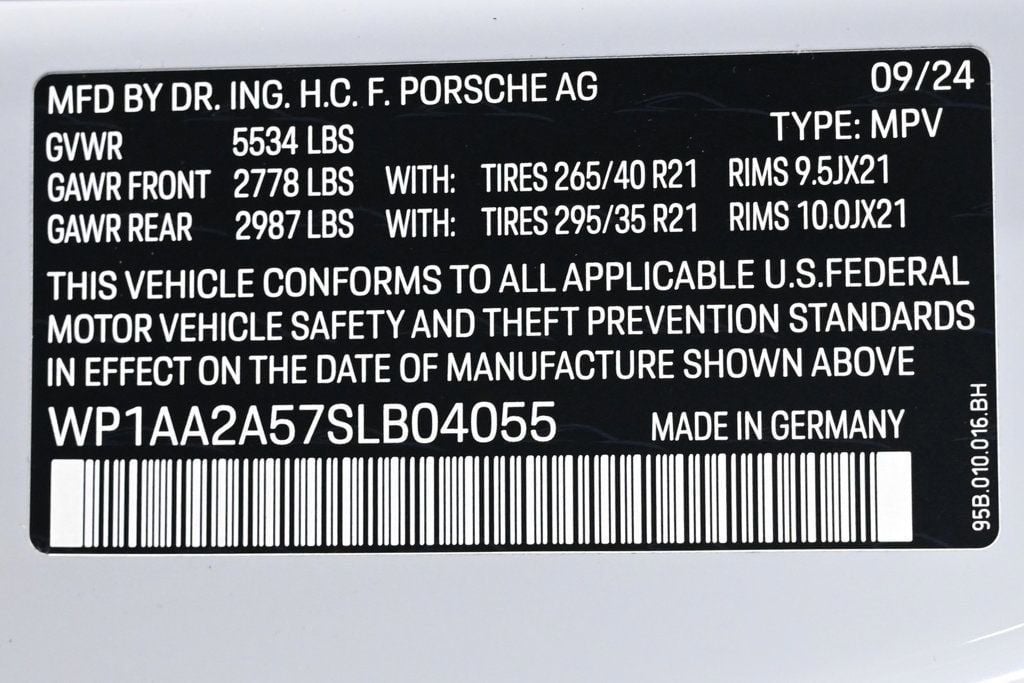 MFD BY DR. ING. H.C. F. PORSCHE AG 09/24
GVWR 5534 LBS TYPE: MPV
GAWR FRONT 2778 LBS WITH: TIRES 265/40 R21 RIMS 9.5JX21
GAWR REAR 2987 LBS WITH: TIRES 295/35 R21 RIMS 10.0JX21
THIS VEHICLE CONFORMS TO ALL APPLICABLE U.S.FEDERAL
MOTOR VEHICLE SAFETY AND THEFT PREVENTION STANDARDS
IN EFFECT ON THE DATE OF MANUFACTURE SHOWN ABOVE
WP1AA2A57SLB04055 MADE IN GERMANY
95B.010.016.BH